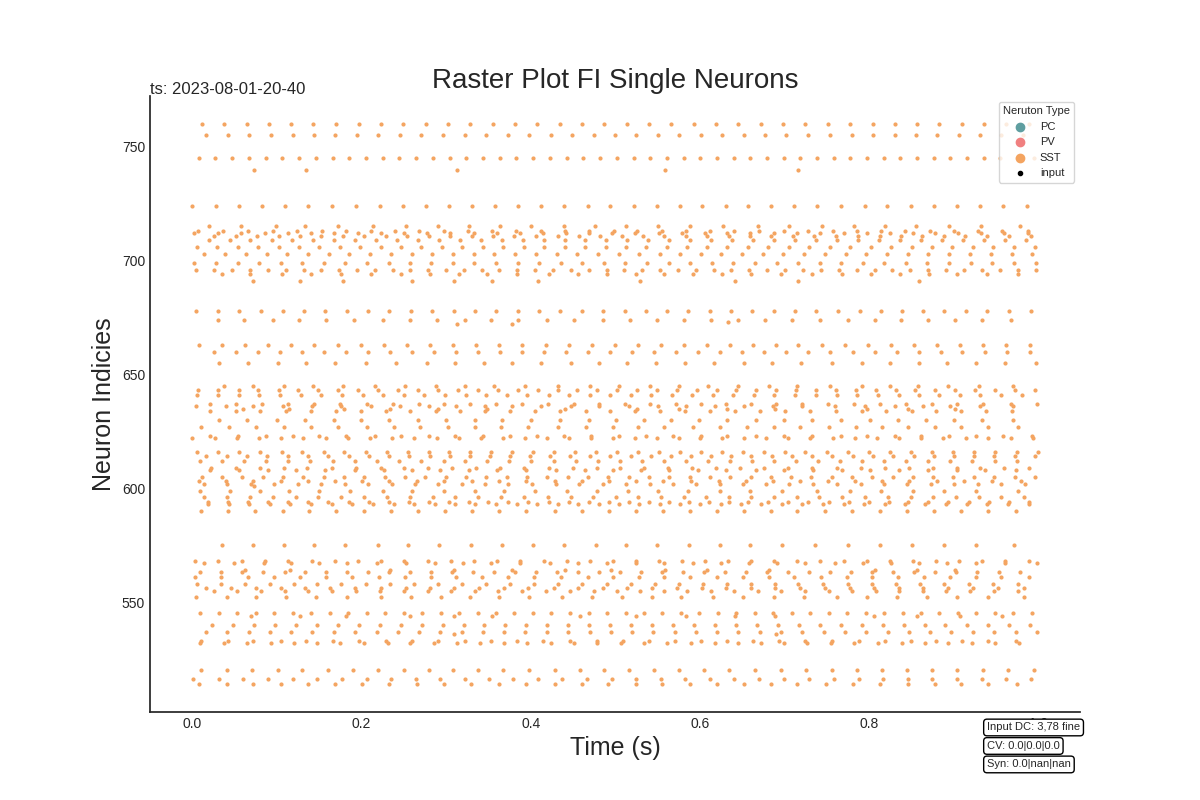 Raster Plot FI Single Neurons
ts: 2023-08-01-20-40
Neruton Type
PC
PV
SST
input
750
700
650
600
550
Neuron Indicies
0.0 0.2 0.4 0.6 0.8
Time (s)
Input DC: 3,78 fine
CV: 0.0|0.0|0.0
Syn: 0.0|nan|nan